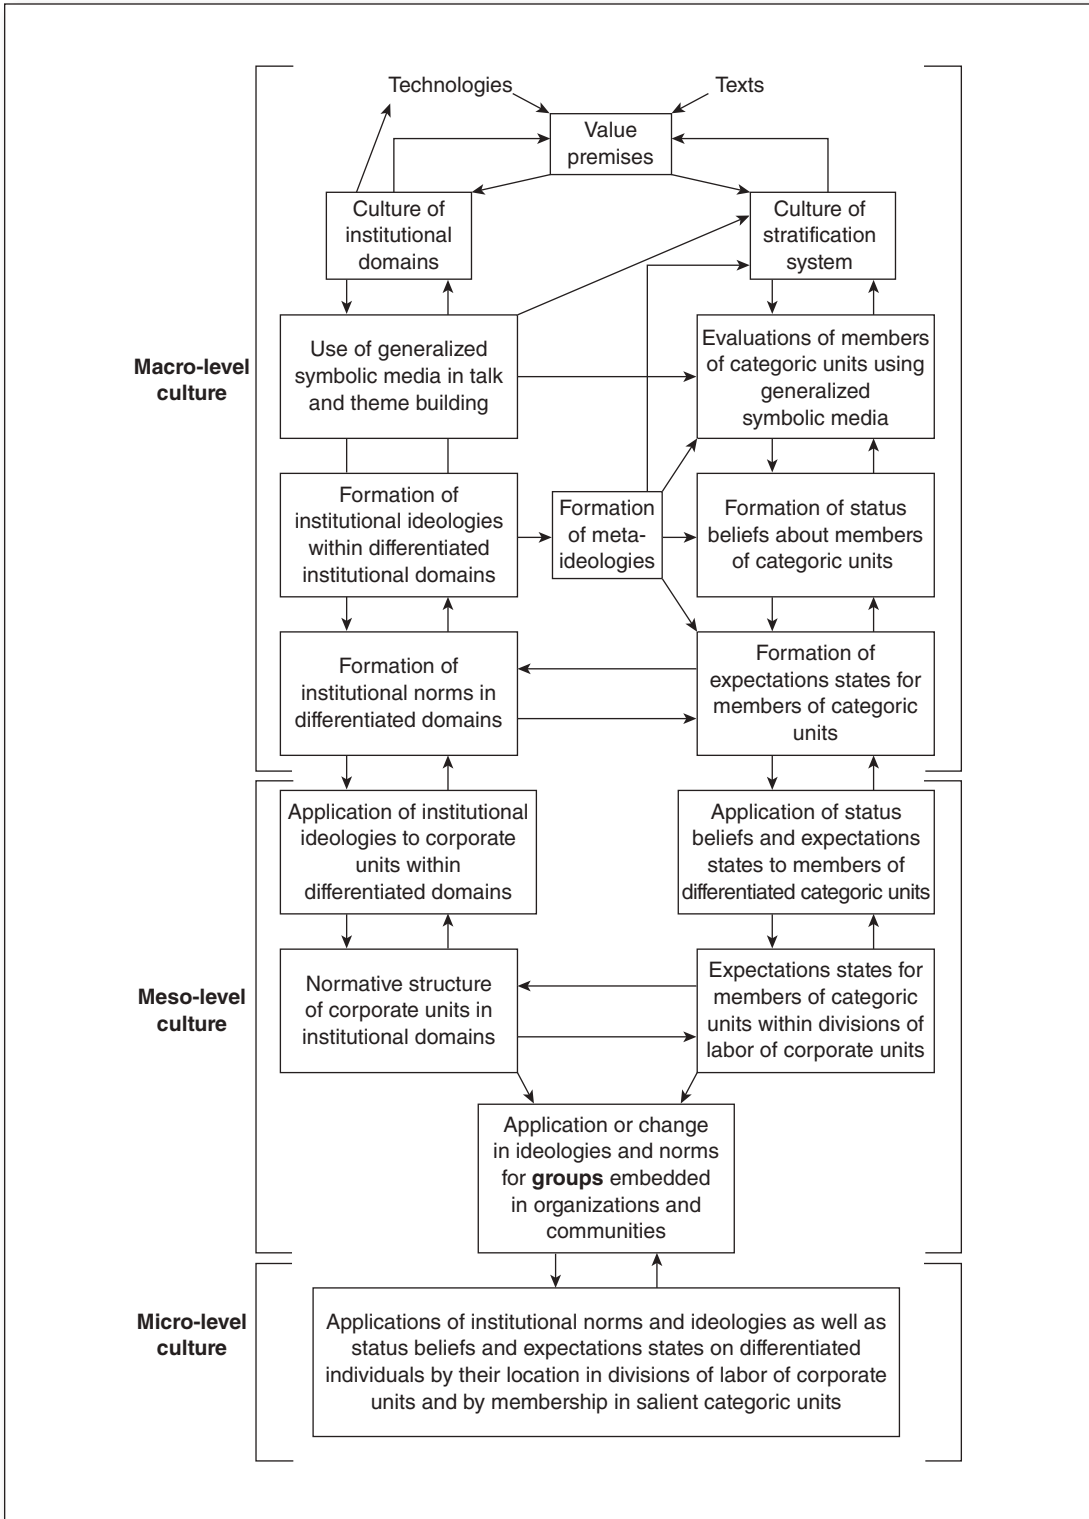 Technologies
Texts
Value
premises
Culture of
institutional
domains
Culture of
stratification
system
Macro-level
culture
Use of generalized
symbolic media in talk
and theme building
Evaluations of members
of categoric units using
generalized
symbolic media
Formation of
institutional ideologies
within differentiated
institutional domains
Formation
of meta-
ideologies
Formation of status
beliefs about members
of categoric units
Formation of
institutional norms in
differentiated domains
Formation of
expectations states for
members of categoric
units
Application of institutional
ideologies to corporate
units within
differentiated domains
Application of status
beliefs and expectations
states to members of
differentiated categoric units
Meso-level
culture
Normative structure
of corporate units in
institutional domains
Expectations states for
members of categoric
units within divisions of
labor of corporate units
Application or change
in ideologies and norms
for groups embedded
in organizations and
communities
Micro-level
culture
Applications of institutional norms and ideologies as well as
status beliefs and expectations states on differentiated
individuals by their location in divisions of labor of corporate
units and by membership in salient categoric units